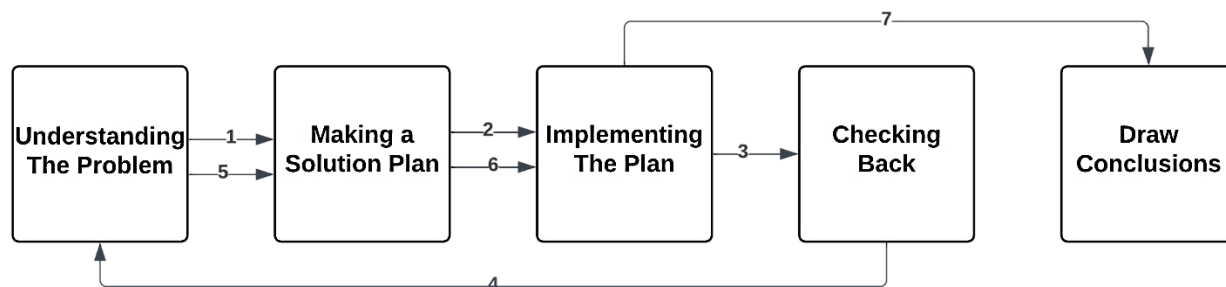 7
Understanding
The Problem
1
5
Making a
Solution Plan
2
6
Implementing
The Plan
3
Checking
Back
Draw
Conclusions
4